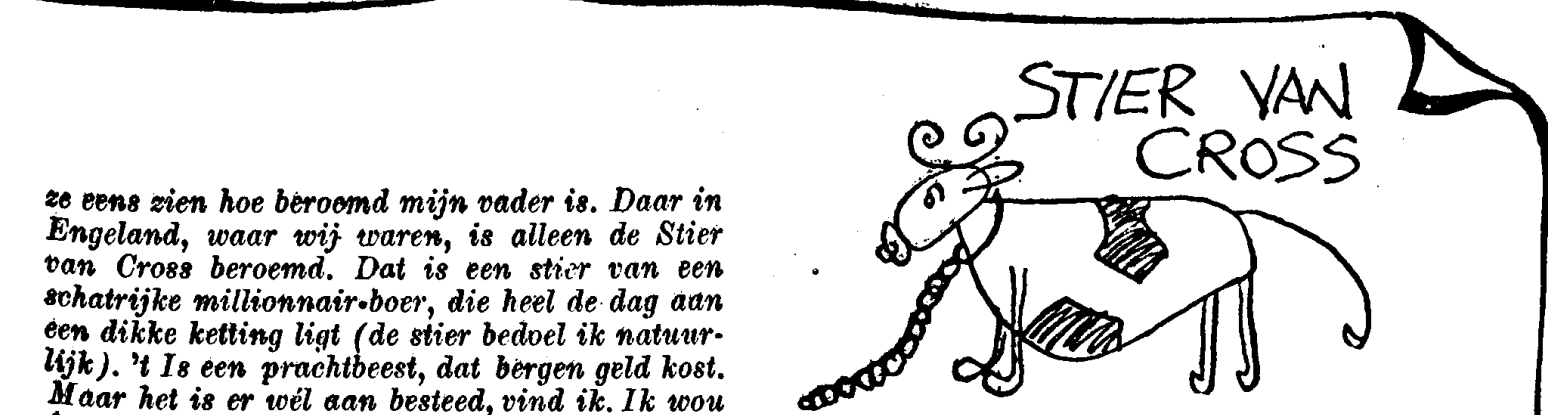 STIER VAN
CROSS
ze eens zien hoe beroemd mijn vader is. Daar in
Engeland, waar wij waren, is alleen de Stier
van Cross beroemd. Dat is een stier van een
schatrijke millionnair-boer, die heel de dag aan
een dikke ketting ligt (de stier bedoel ik natuur-
lijk). 't Is een prachtbeest, dat bergen geld kost.
Maar het is er wél aan besteed, vind ik. Ik wou